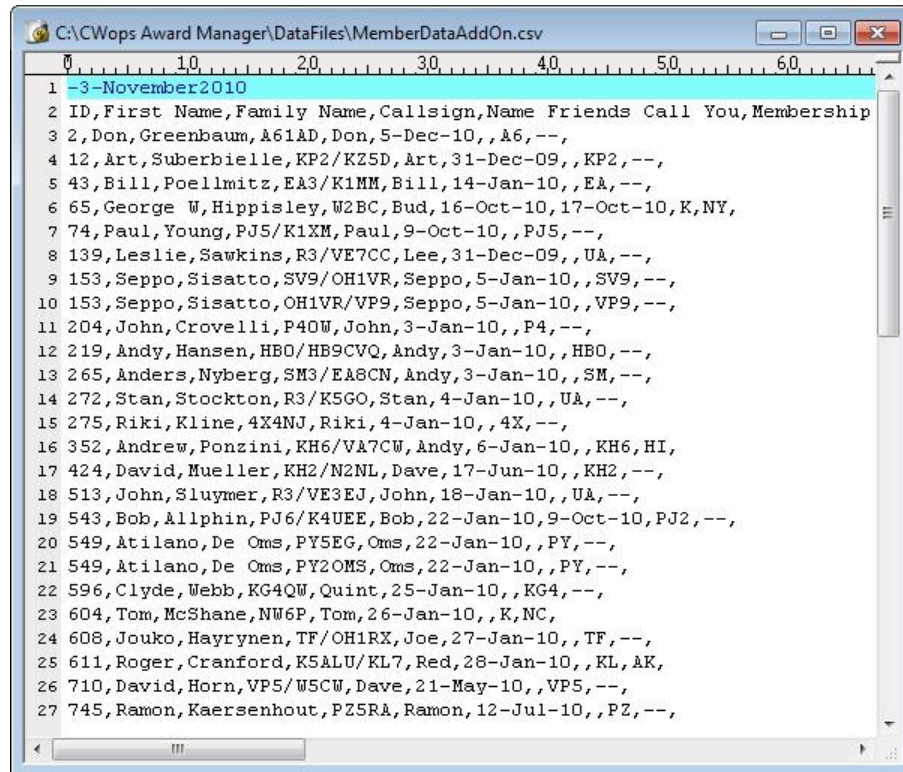 C:\CWops Award Manager\DataFiles\MemberDataAddOn.csv
0 10 20 30 40 50 60
1 -3-November2010
2 ID,First Name,Family Name,Callsign,Name Friends Call You,Membership
3 2,Don,Greenbaum,A61AD,Don,5-Dec-10,,A6,--,
4 12,Art,Suberbielle,KP2/KZ5D,Art,31-Dec-09,,KP2,--,
5 43,Bill,Poellmitz,EA3/K1MM,Bill,14-Jan-10,,EA,--,
6 65,George W,Hippisley,W2BC,Bud,16-Oct-10,17-Oct-10,K,NY,
7 74,Paul,Young,PJ5/K1XM,Paul,9-Oct-10,,PJ5,--,
8 139,Leslie,Sawkins,R3/VE7CC,Lee,31-Dec-09,,UA,--,
9 153,Seppo,Sisatto,SV9/OH1VR,Seppo,5-Jan-10,,SV9,--,
10 153,Seppo,Sisatto,OH1VR/VP9,Seppo,5-Jan-10,,VP9,--,
11 204,John,Crovelli,P40W,John,3-Jan-10,,P4,--,
12 219,Andy,Hansen,HB0/HB9CVQ,Andy,3-Jan-10,,HB0,--,
13 265,Anders,Nyberg,SM3/EA8CN,Andy,3-Jan-10,,SM,--,
14 272,Stan,Stockton,R3/K5GO,Stan,4-Jan-10,,UA,--,
15 275,Riki,Kline,4X4NJ,Riki,4-Jan-10,,4X,--,
16 352,Andrew,Ponzini,KH6/VA7CW,Andy,6-Jan-10,,KH6,HI,
17 424,David,Mueller,KH2/N2NL,Dave,17-Jun-10,,KH2,--,
18 513,John,Sluymer,R3/VE3EJ,John,18-Jan-10,,UA,--,
19 543,Bob,Allphin,PJ6/K4UEE,Bob,22-Jan-10,9-Oct-10,PJ2,--,
20 549,Atilano,De Oms,PY5EG,Oms,22-Jan-10,,PY,--,
21 549,Atilano,De Oms,PY2OMS,Oms,22-Jan-10,,PY,--,
22 596,Clyde,Webb,KG4QW,Quint,25-Jan-10,,KG4,--,
23 604,Tom,McShane,NW6P,Tom,26-Jan-10,,K,NC,
24 608,Jouko,Hayrynen,TF/OH1RX,Joe,27-Jan-10,,TF,--,
25 611,Roger,Cranford,K5ALU/KL7,Red,28-Jan-10,,KL,AK,
26 710,David,Horn,VP5/W5CW,Dave,21-May-10,,VP5,--,
27 745,Ramon,Kaersenhout,PZ5RA,Ramon,12-Jul-10,,PZ,--,